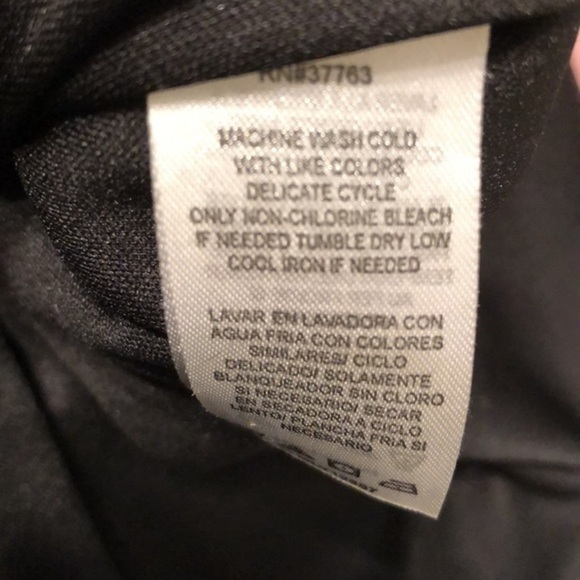 RN#37763
MACHINE WASH COLD
WITH LIKE COLORS
DELICATE CYCLE
ONLY NON-CHLORINE BLEACH
IF NEEDED TUMBLE DRY LOW
COOL IRON IF NEEDED
LAVAR EN LAVADORA CON
AGUA FRIA CON COLORES
SIMILARES/ CICLO
DELICADO/ SOLAMENTE
BLANQUEADOR SIN CLORO
SI NECESARIO/ SECAR
EN SECADORA A CICLO
LENTO/ PLANCHA FRIA SI
NECESARIO